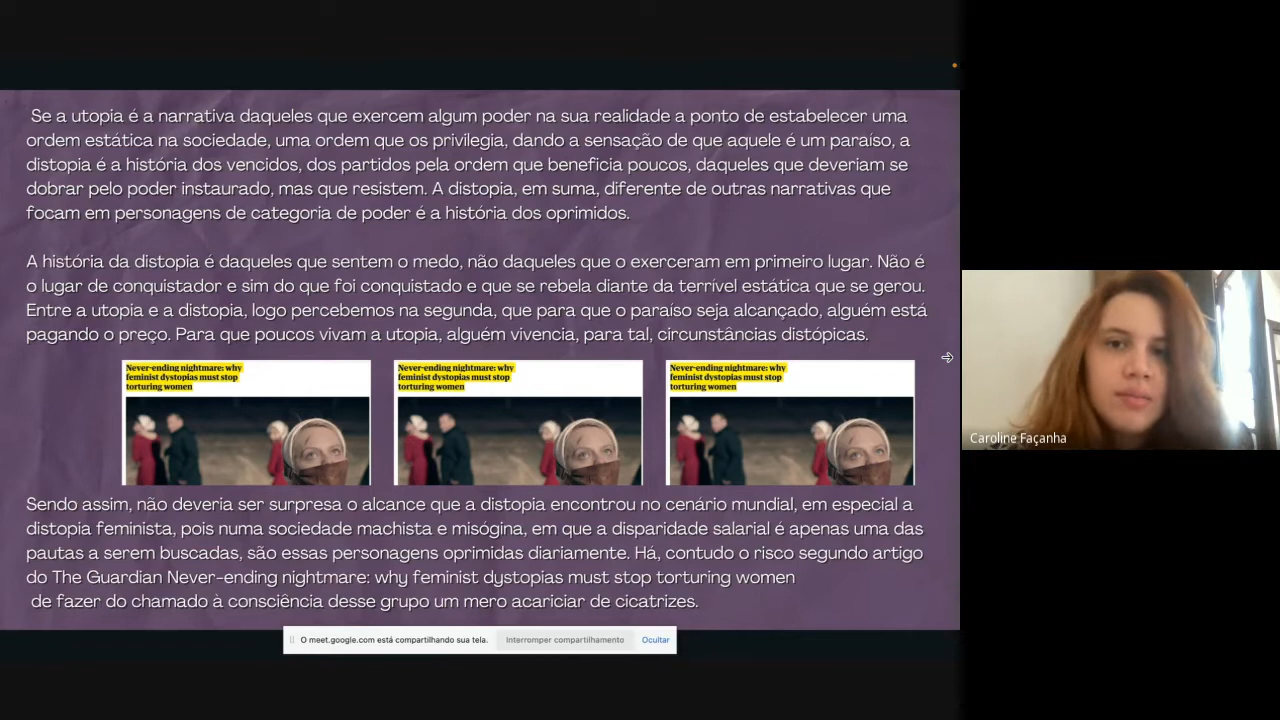 Se a utopia é a narrativa daqueles que exercem algum poder na sua realidade a ponto de estabelecer uma
ordem estática na sociedade, uma ordem que os privilegia, dando a sensação de que aquele é um paraíso, a
distopia é a história dos vencidos, dos partidos pela ordem que beneficia poucos, daqueles que deveriam se
dobrar pelo poder instaurado, mas que resistem. A distopia, em suma, diferente de outras narrativas que
focam em personagens de categoria de poder é a história dos oprimidos.
A história da distopia é daqueles que sentem o medo, não daqueles que o exerceram em primeiro lugar. Não é
o lugar de conquistador e sim do que foi conquistado e que se rebela diante da terrível estática que se gerou.
Entre a utopia e a distopia, logo percebemos na segunda, que para que o paraíso seja alcançado, alguém está
pagando o preço. Para que poucos vivam a utopia, alguém vivencia, para tal, circunstâncias distópicas.
Never-ending nightmare: why
feminist dystopias must stop
torturing women
Never-ending nightmare: why
feminist dystopias must stop
torturing women
Never-ending nightmare: why
feminist dystopias must stop
torturing women
Sendo assim, não deveria ser surpresa o alcance que a distopia encontrou no cenário mundial, em especial a
distopia feminista, pois numa sociedade machista e misógina, em que a disparidade salarial é apenas uma das
pautas a serem buscadas, são essas personagens oprimidas diariamente. Há, contudo o risco segundo artigo
do The Guardian Never-ending nightmare: why feminist dystopias must stop torturing women
de fazer do chamado à consciência desse grupo um mero acariciar de cicatrizes.
O meet.google.com está compartilhando sua tela. Interromper compartilhamento Ocultar
Caroline Façanha